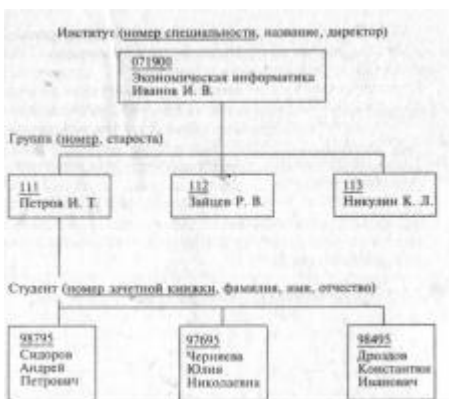 Институт (номер специальности, название, директор)
071900
Экономическая информатика
Иванов И. В.
Группа (номер, староста)
111
Петров И. Т.
112
Зайцев Р. В.
113
Никулин К. Л.
Студент (номер зачетной книжки, фамилия, имя, отчество)
98795
Сидоров
Андрей
Петрович
97695
Черняева
Юлия
Николаевна
98495
Дроздов
Константин
Иванович